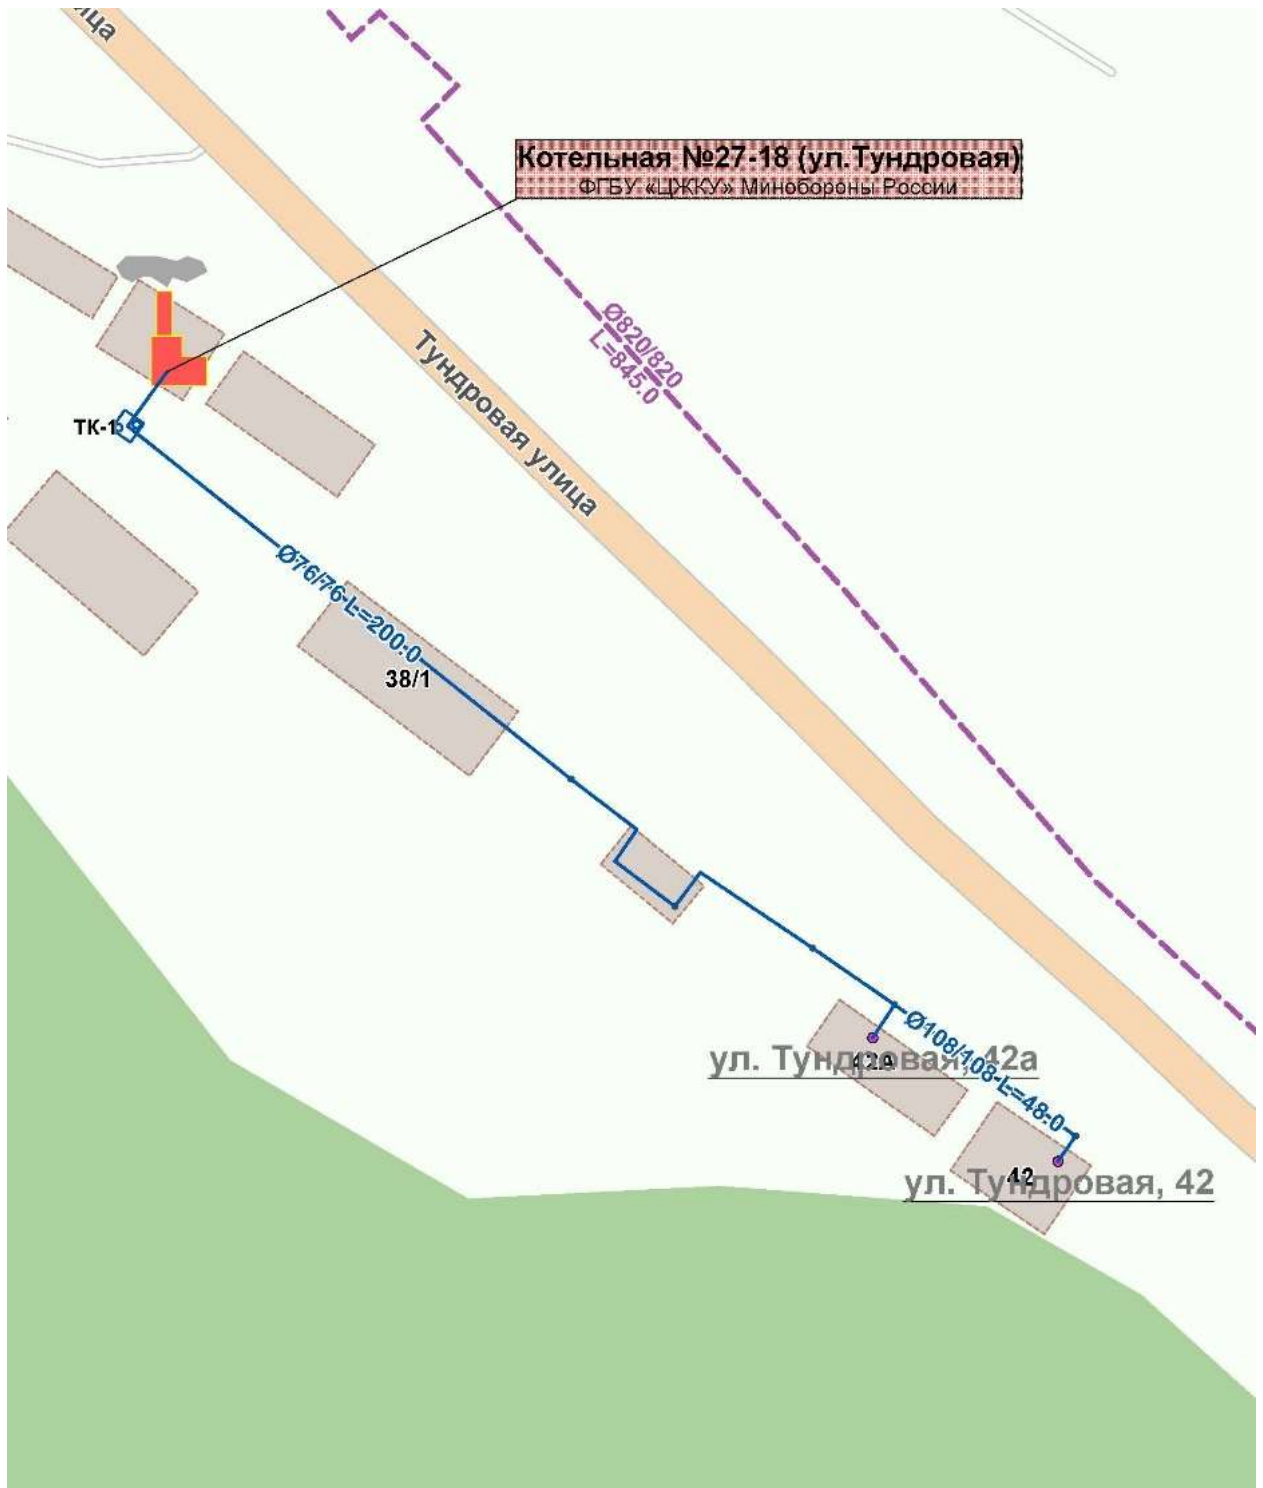 ица
Котельная №27-18 (ул.Тундровая)
ФГБУ «ЦЖКУ» Минобороны России
Ø820/820
L=845.0
Тундровая улица
ТК-1
Ø76/76 L=200.0
38/1
Ø108/108 L=48.0
ул. Тундровая, 42а
42А
42
ул. Тундровая, 42